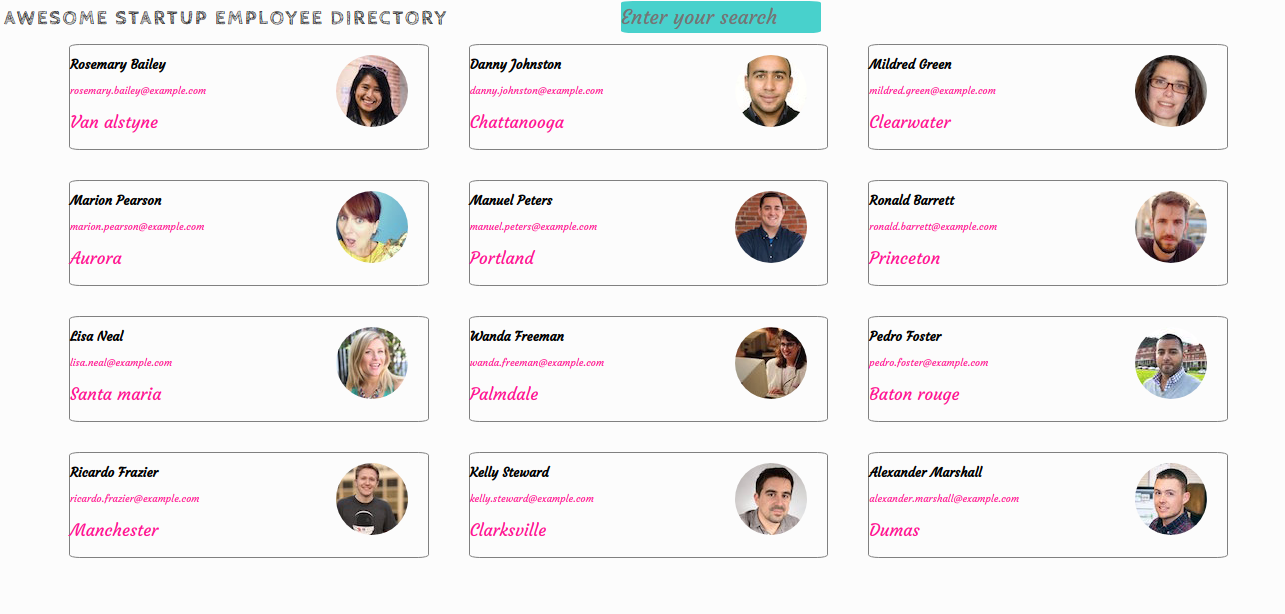 AWESOME STARTUP EMPLOYEE DIRECTORY
Enter your search
Rosemary Bailey
rosemary.bailey@example.com
Van alstyne
Danny Johnston
danny.johnston@example.com
Chattanooga
Mildred Green
mildred.green@example.com
Clearwater
Marion Pearson
marion.pearson@example.com
Aurora
Manuel Peters
manuel.peters@example.com
Portland
Ronald Barrett
ronald.barrett@example.com
Princeton
Lisa Neal
lisa.neal@example.com
Santa maria
Wanda Freeman
wanda.freeman@example.com
Palmdale
Pedro Foster
pedro.foster@example.com
Baton rouge
Ricardo Frazier
ricardo.frazier@example.com
Manchester
Kelly Steward
kelly.steward@example.com
Clarksville
Alexander Marshall
alexander.marshall@example.com
Dumas